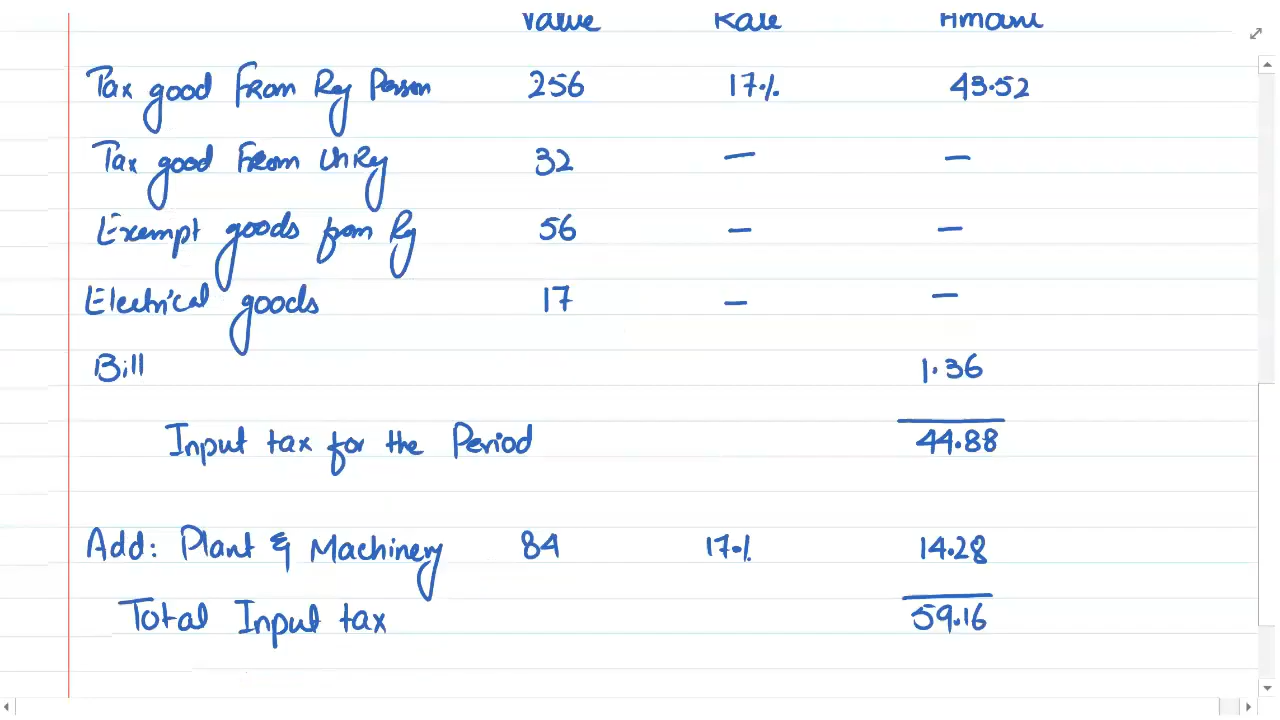 Value Rate Amount
Tax good From Reg Person 256 17% 43.52
Tax good From UnReg 32 — —
Exempt goods from Reg 56 — —
Electrical goods 17 — —
Bill 1.36
Input tax for the Period 44.88
Add: Plant & Machinery 84 17% 14.28
Total Input tax 59.16